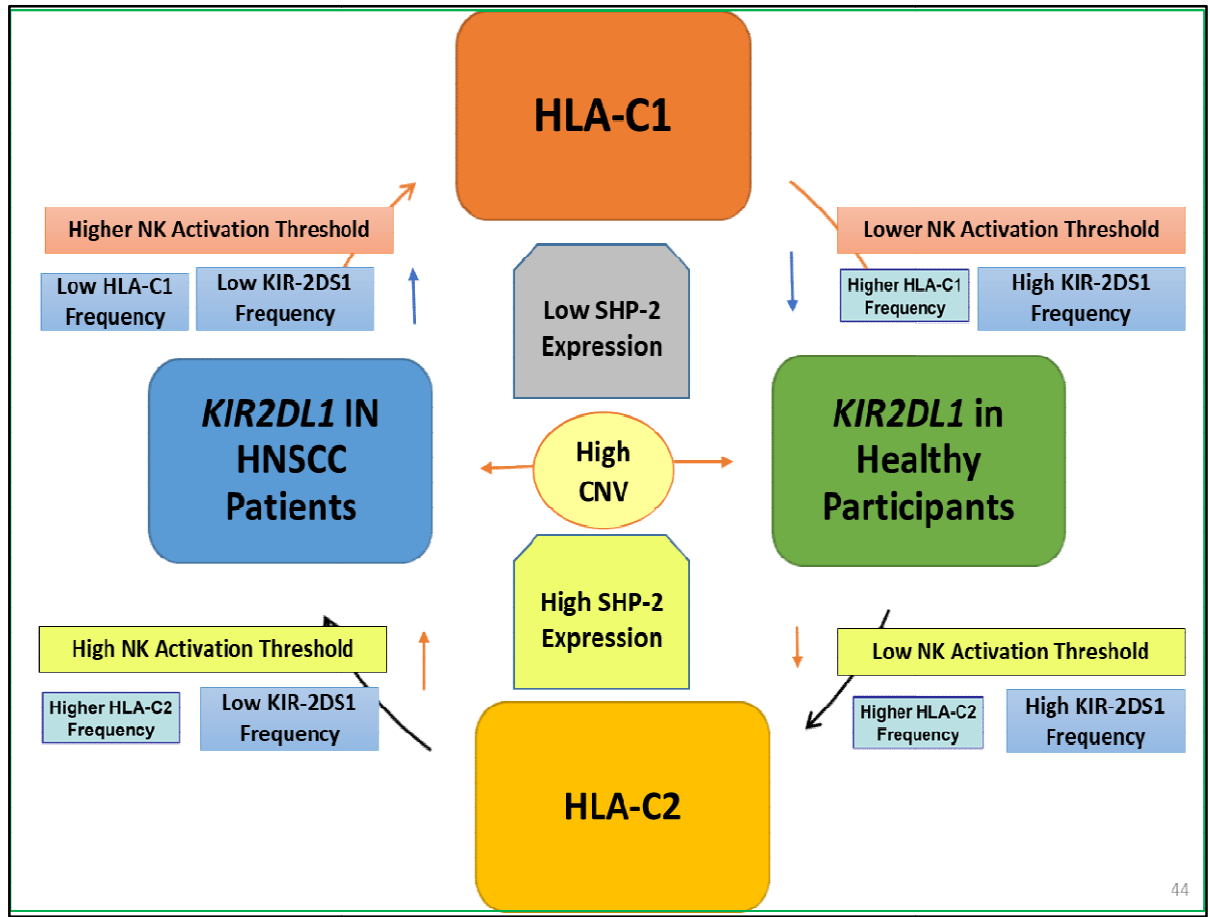 HLA-C1
Higher NK Activation Threshold
Low HLA-C1
Frequency
Low KIR-2DS1
Frequency
Low SHP-2
Expression
Lower NK Activation Threshold
Higher HLA-C1
Frequency
High KIR-2DS1
Frequency
KIR2DL1 IN
HNSCC
Patients
High
CNV
KIR2DL1 in
Healthy
Participants
High SHP-2
Expression
High NK Activation Threshold
Higher HLA-C2
Frequency
Low KIR-2DS1
Frequency
Low NK Activation Threshold
Higher HLA-C2
Frequency
High KIR-2DS1
Frequency
HLA-C2
44